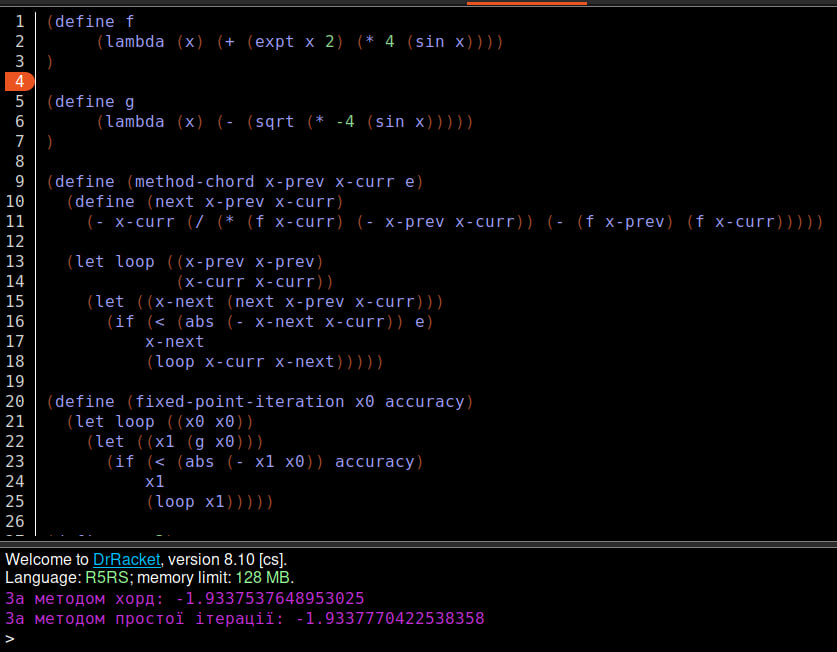 1 (define f
2 (lambda (x) (+ (expt x 2) (* 4 (sin x))))
3 )
4
5 (define g
6 (lambda (x) (- (sqrt (* -4 (sin x)))))
7 )
8
9 (define (method-chord x-prev x-curr e)
10 (define (next x-prev x-curr)
11 (- x-curr (/ (* (f x-curr) (- x-prev x-curr)) (- (f x-prev) (f x-curr)))))
12
13 (let loop ((x-prev x-prev)
14 (x-curr x-curr))
15 (let ((x-next (next x-prev x-curr)))
16 (if (< (abs (- x-next x-curr)) e)
17 x-next
18 (loop x-curr x-next)))))
19
20 (define (fixed-point-iteration x0 accuracy)
21 (let loop ((x0 x0))
22 (let ((x1 (g x0)))
23 (if (< (abs (- x1 x0)) accuracy)
24 x1
25 (loop x1)))))
26
Welcome to DrRacket, version 8.10 [cs].
Language: R5RS; memory limit: 128 MB.
За методом хорд: -1.9337537648953025
За методом простої ітерації: -1.9337770422538358
>